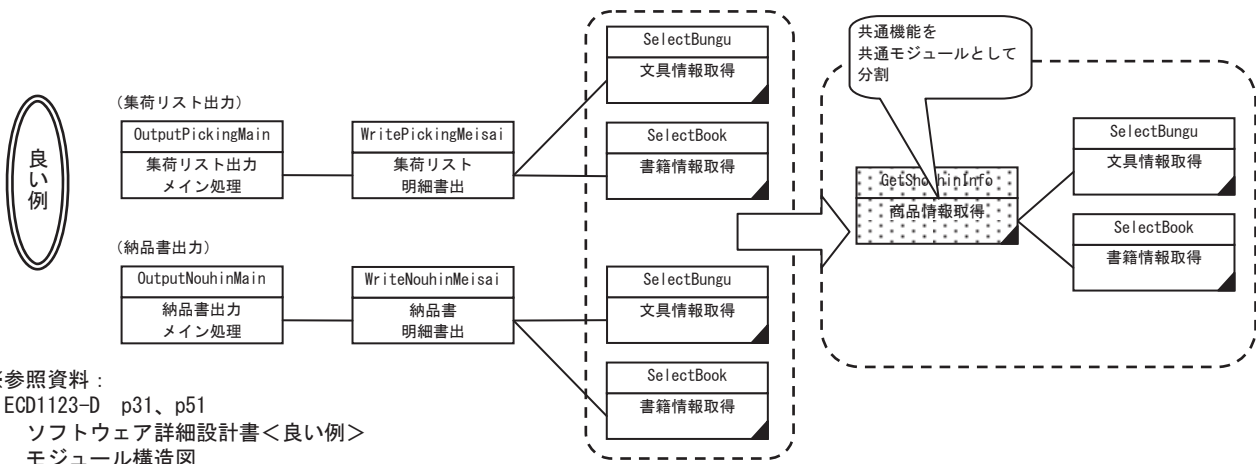 良い例
(集荷リスト出力)
OutputPickingMain
集荷リスト出力
メイン処理
WritePickingMeisai
集荷リスト
明細書出
SelectBungu
文具情報取得
SelectBook
書籍情報取得
(納品書出力)
OutputNouhinMain
納品書出力
メイン処理
WriteNouhinMeisai
納品書
明細書出
SelectBungu
文具情報取得
SelectBook
書籍情報取得
共通機能を
共通モジュールとして
分割
GetShohinInfo
商品情報取得
SelectBungu
文具情報取得
SelectBook
書籍情報取得
※参照資料:
ECD1123-D p31、p51
ソフトウェア詳細設計書<良い例>
モジュール構造図